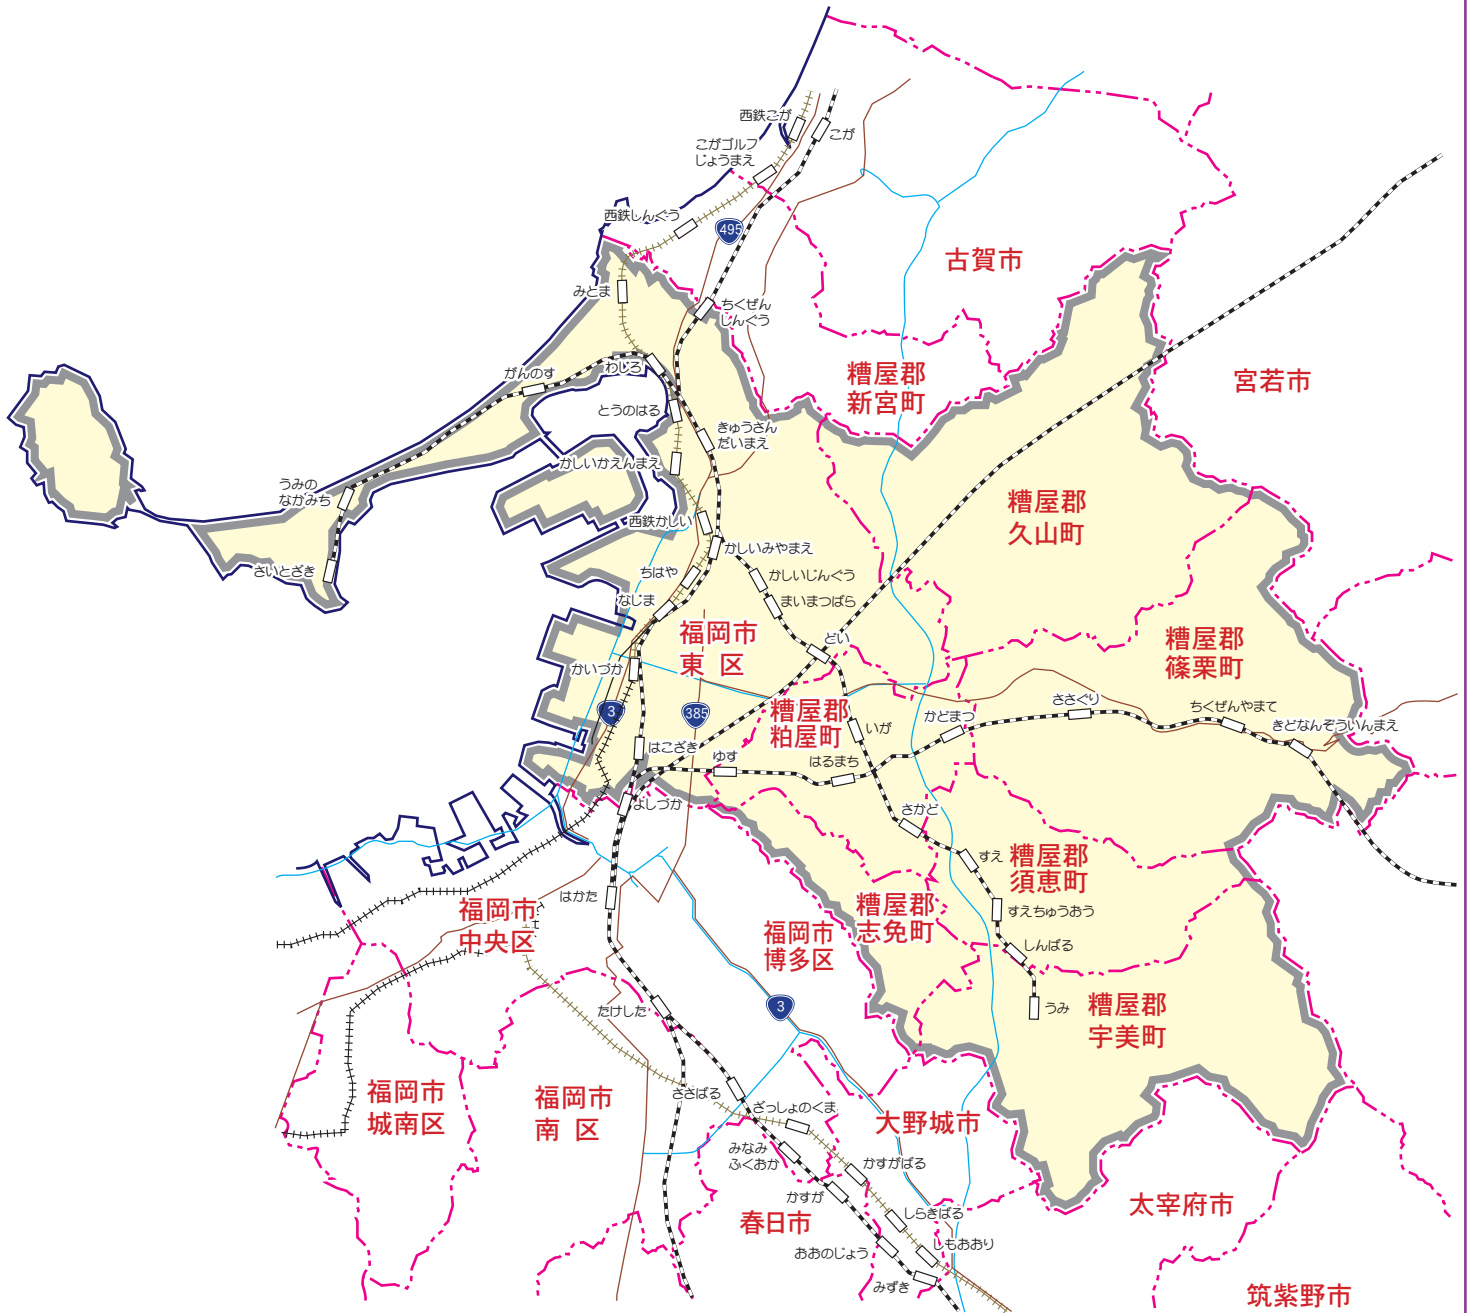 西鉄こが
こが
こがゴルフ
じょうまえ
西鉄しんぐう
495
古賀市
みとま
ちくぜん
しんぐう
がんのす
わじろ
糟屋郡
新宮町
宮若市
とうのはる
きゅうさん
だいまえ
かしいかえんまえ
うみの
なかみち
糟屋郡
久山町
西鉄かしい
かしいみやまえ
さいとざき
ちはや
かしいじんぐう
なじま
まいまつばら
福岡市
東 区
どい
糟屋郡
篠栗町
かいづか
3
385
糟屋郡
粕屋町
いが
かどまつ
ささぐり
ちくぜんやまて
きどなんぞういんまえ
はこざき
ゆす
はるまち
よしづか
さかど
すえ
糟屋郡
須恵町
はかた
福岡市
中央区
糟屋郡
志免町
すえちゅうおう
福岡市
博多区
しんばる
たけした
3
うみ
糟屋郡
宇美町
福岡市
城南区
福岡市
南 区
ささばる
ざっしょのくま
大野城市
みなみ
ふくおか
かすがばる
かすが
春日市
しらきばる
太宰府市
おおのじょう
しもおおり
みずき
筑紫野市